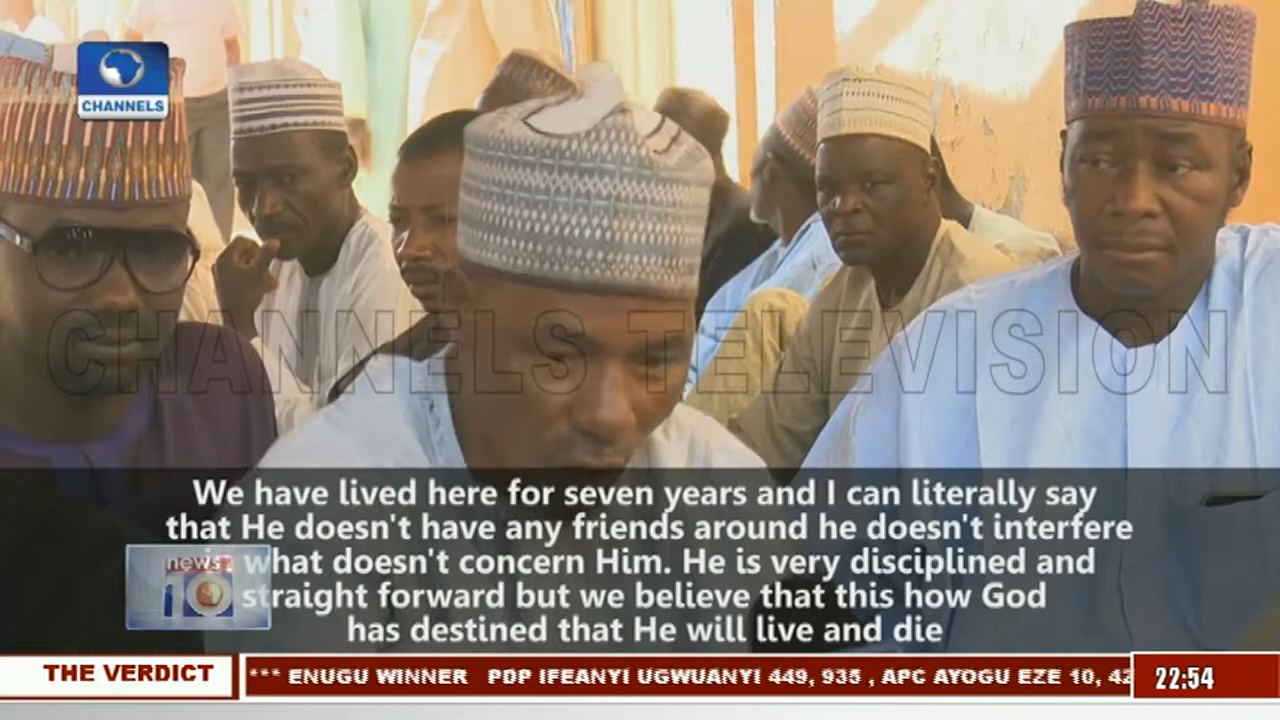 CHANNELS
CHANNELS TELEVISION
We have lived here for seven years and I can literally say
that He doesn't have any friends around he doesn't interfere
what doesn't concern Him. He is very disciplined and
news
10
straight forward but we believe that this how God
has destined that He will live and die
THE VERDICT
*** ENUGU WINNER PDP IFEANYI UGWUANYI 449, 935 , APC AYOGU EZE 10, 42
22:54